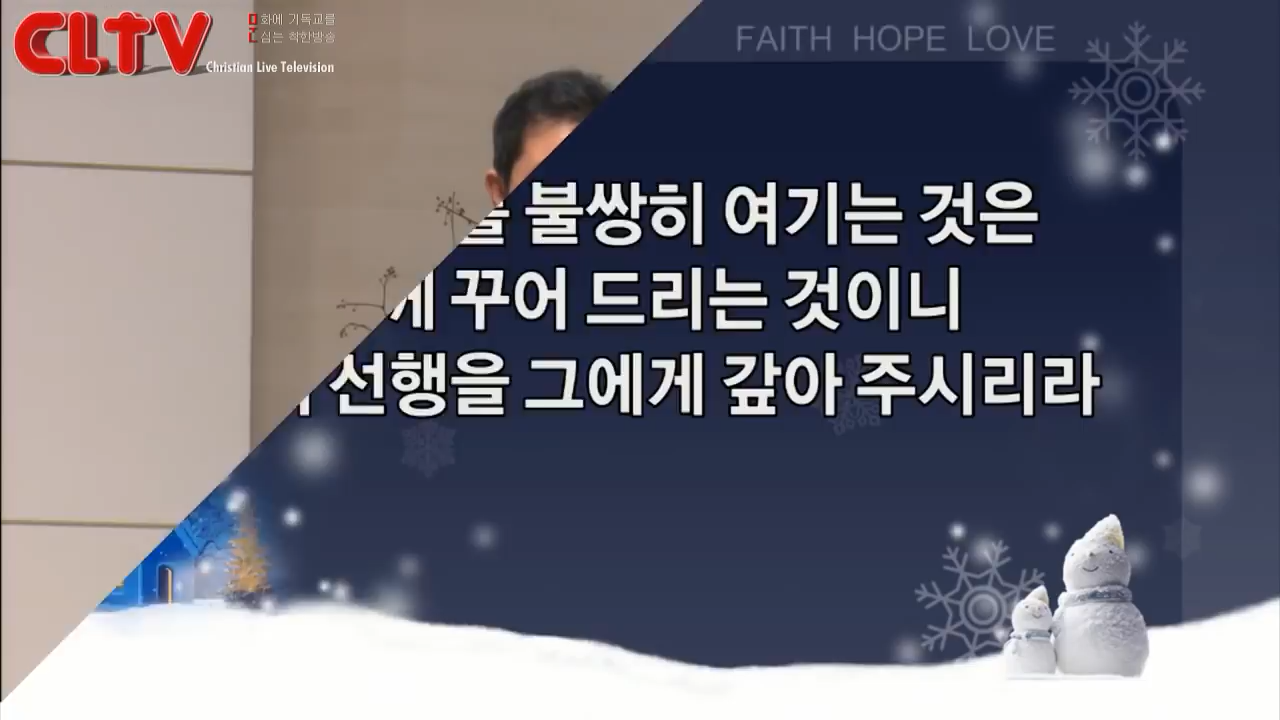 CLTV
문화에 기독교를
심는 착한방송
Christian Live Television
FAITH HOPE LOVE
불쌍히 여기는 것은
꾸어 드리는 것이니
선행을 그에게 갚아 주시리라